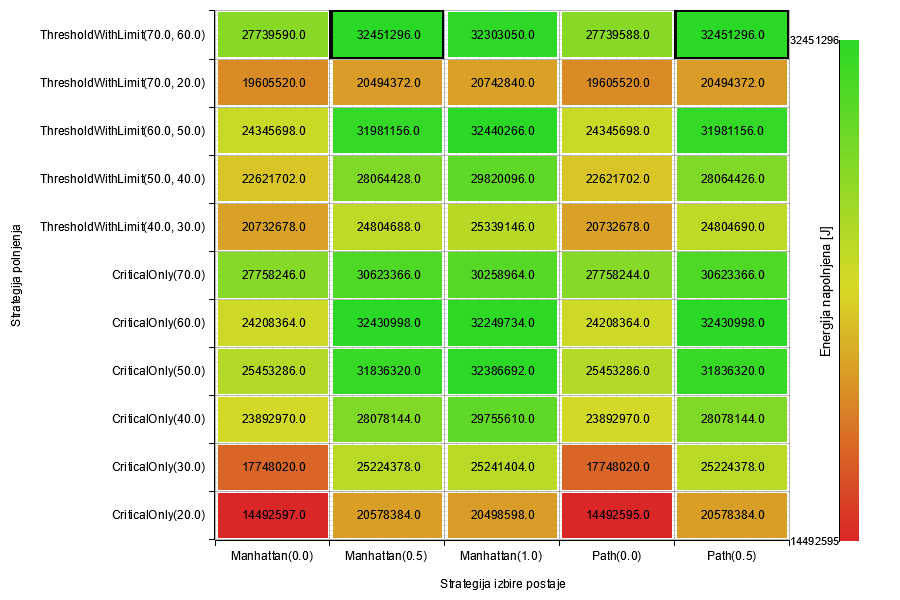 ThresholdWithLimit(70.0, 60.0) 27739590.0 32451296.0 32303050.0 27739588.0 32451296.0 32451296
ThresholdWithLimit(70.0, 20.0) 19605520.0 20494372.0 20742840.0 19605520.0 20494372.0
ThresholdWithLimit(60.0, 50.0) 24345698.0 31981156.0 32440266.0 24345698.0 31981156.0
ThresholdWithLimit(50.0, 40.0) 22621702.0 28064428.0 29820096.0 22621702.0 28064426.0
ThresholdWithLimit(40.0, 30.0) 20732678.0 24804688.0 25339146.0 20732678.0 24804690.0
CriticalOnly(70.0) 27758246.0 30623366.0 30258964.0 27758244.0 30623366.0
CriticalOnly(60.0) 24208364.0 32430998.0 32249734.0 24208364.0 32430998.0
CriticalOnly(50.0) 25453286.0 31836320.0 32386692.0 25453286.0 31836320.0
CriticalOnly(40.0) 23892970.0 28078144.0 29755610.0 23892970.0 28078144.0
CriticalOnly(30.0) 17748020.0 25224378.0 25241404.0 17748020.0 25224378.0
CriticalOnly(20.0) 14492597.0 20578384.0 20498598.0 14492595.0 20578384.0
14492595
Manhattan(0.0) Manhattan(0.5) Manhattan(1.0) Path(0.0) Path(0.5)
Strategija izbire postaje
Strategija polnjenja
Energija napolnjena [J]